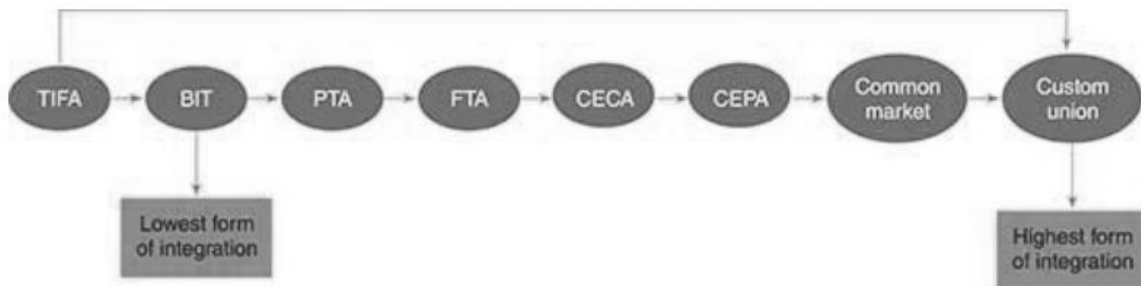 TIFA
BIT
PTA
FTA
CECA
CEPA
Common
market
Custom
union
Lowest form
of integration
Highest form
of integration